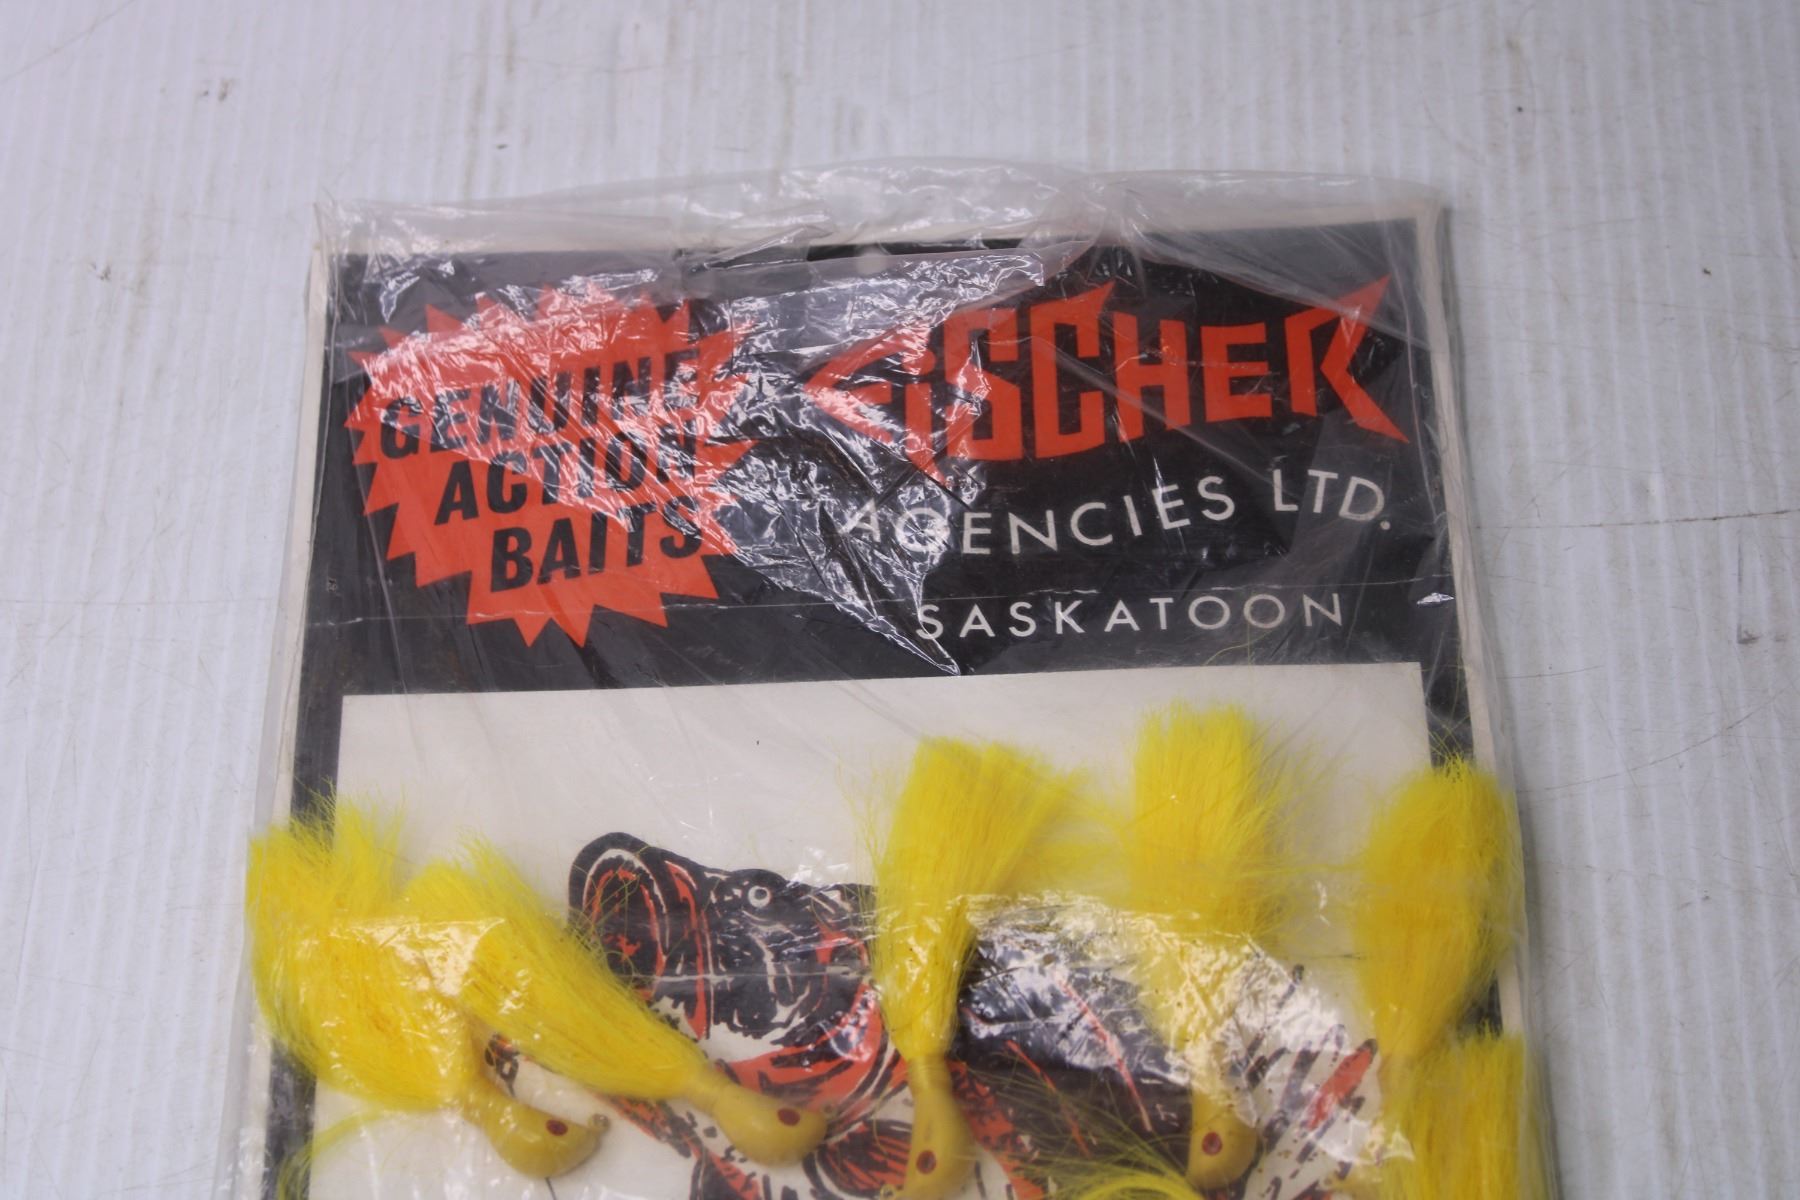 GENUINE
ACTION
BAITS
FiSCHER
AGENCIES LTD.
SASKATOON